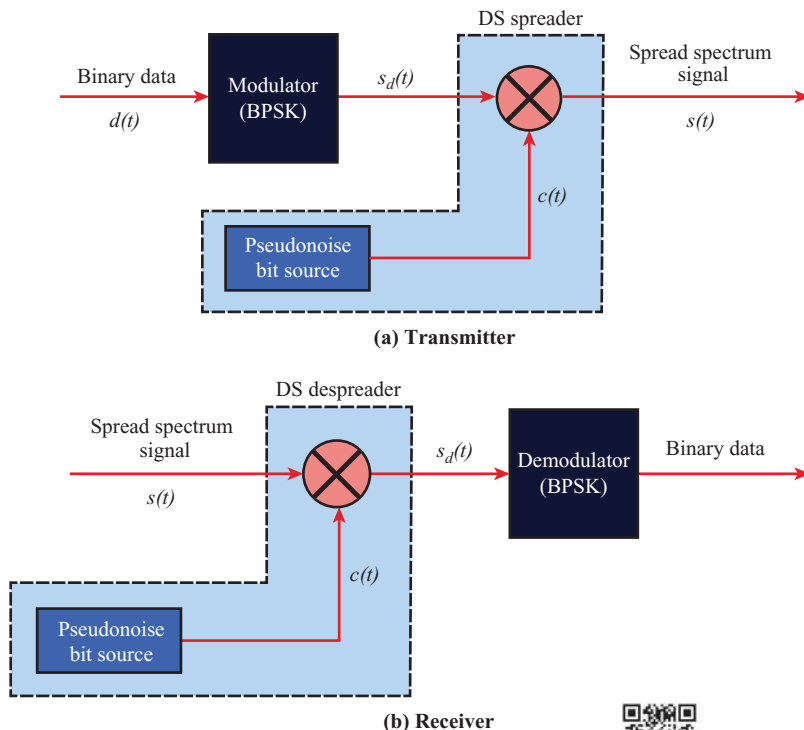 DS spreader
Binary data
d(t)
Modulator
(BPSK)
s_d(t)
Spread spectrum
signal
s(t)
c(t)
Pseudonoise
bit source
(a) Transmitter
DS despreader
Spread spectrum
signal
s(t)
s_d(t)
Demodulator
(BPSK)
Binary data
c(t)
Pseudonoise
bit source
(b) Receiver